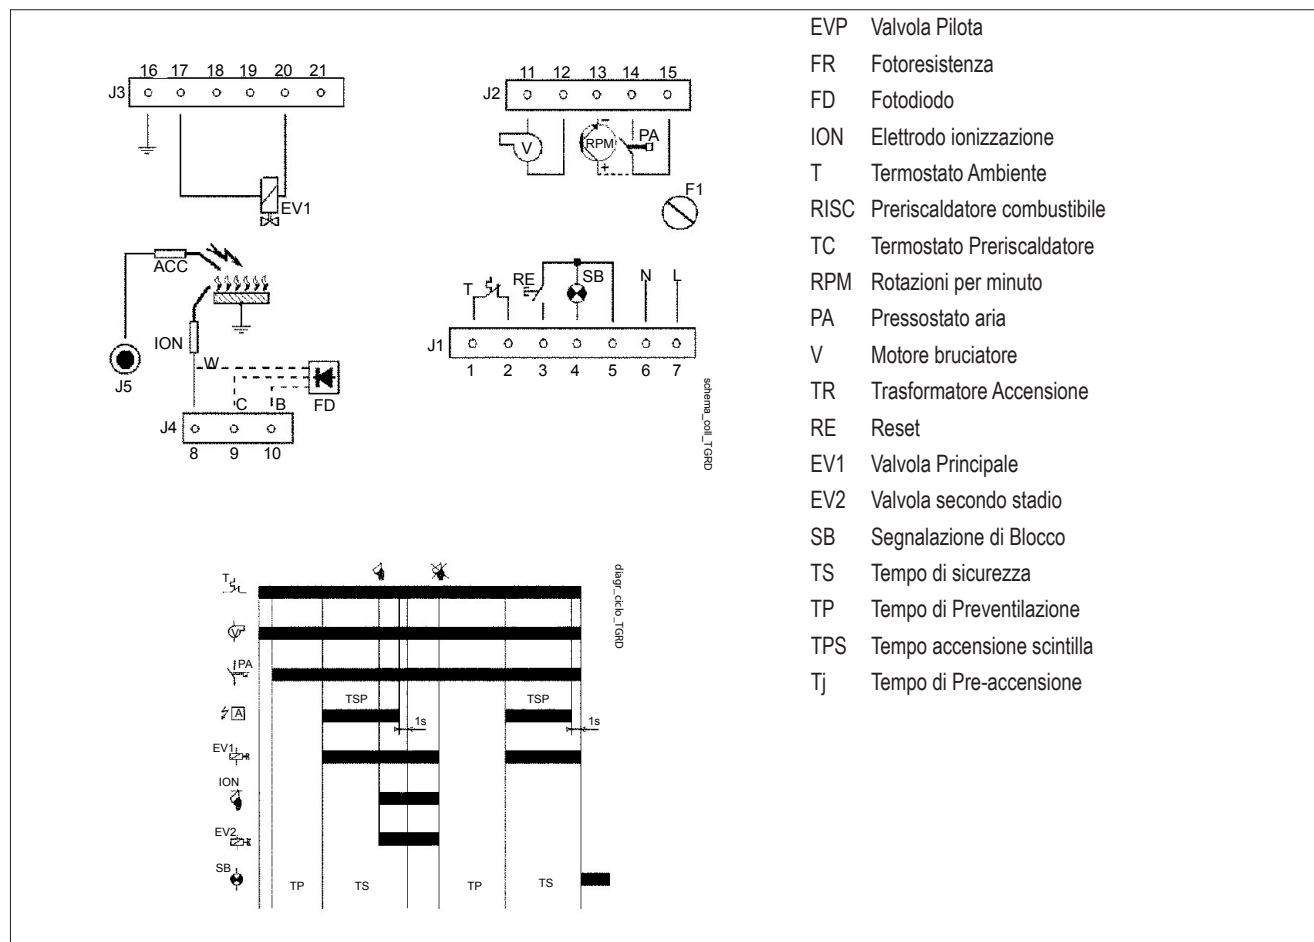 16 17 18 19 20 21
J3
EV1
11 12 13 14 15
J2
V
RPM
PA
F1
ACC
ION
J5
W
C
B
FD
J4
8 9 10
T
RE
SB
N
L
J1
1 2 3 4 5 6 7
schema_coll_TGRD
diagr_ciclo_TGRD
T
V
PA
TSP TSP
A
1s 1s
EV1
ION
EV2
SB
TP TS TP TS
EVP Valvola Pilota
FR Fotoresistenza
FD Fotodiodo
ION Elettrodo ionizzazione
T Termostato Ambiente
RISC Preriscaldatore combustibile
TC Termostato Preriscaldatore
RPM Rotazioni per minuto
PA Pressostato aria
V Motore bruciatore
TR Trasformatore Accensione
RE Reset
EV1 Valvola Principale
EV2 Valvola secondo stadio
SB Segnalazione di Blocco
TS Tempo di sicurezza
TP Tempo di Preventilazione
TPS Tempo accensione scintilla
Tj Tempo di Pre-accensione